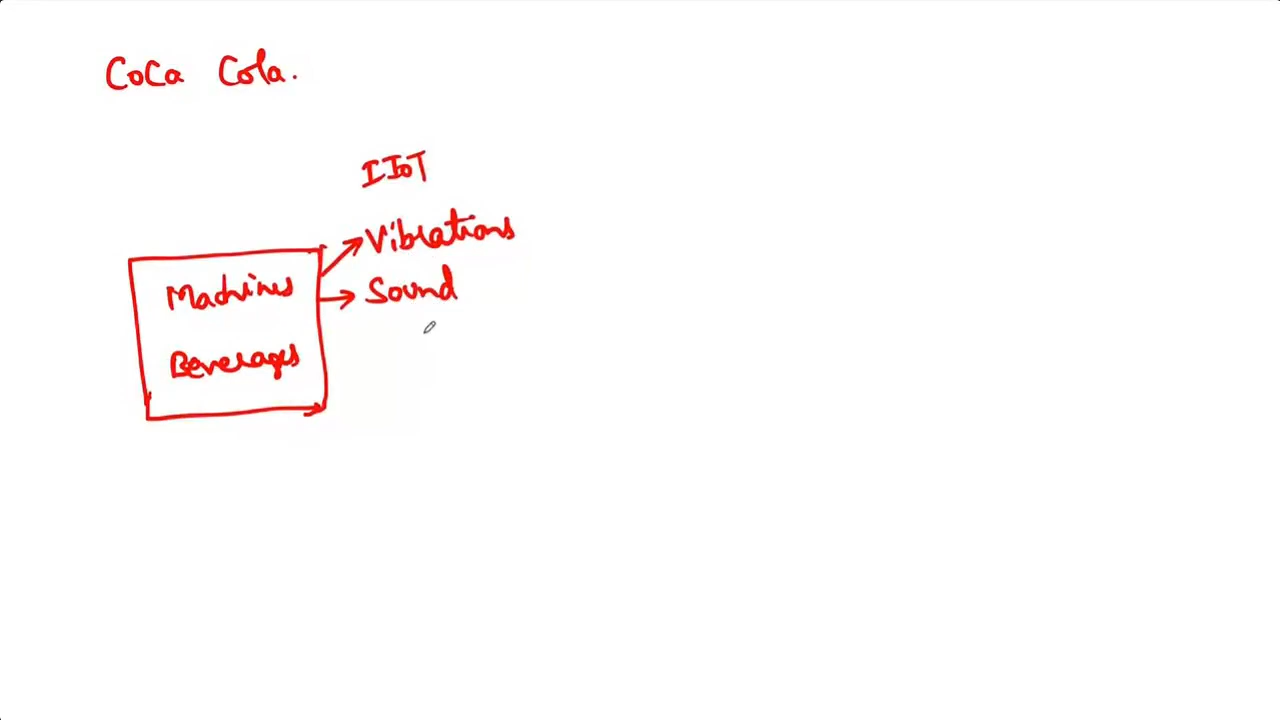 CoCa Cola.
IIoT
Vibrations
Machines
Sound
Beverages